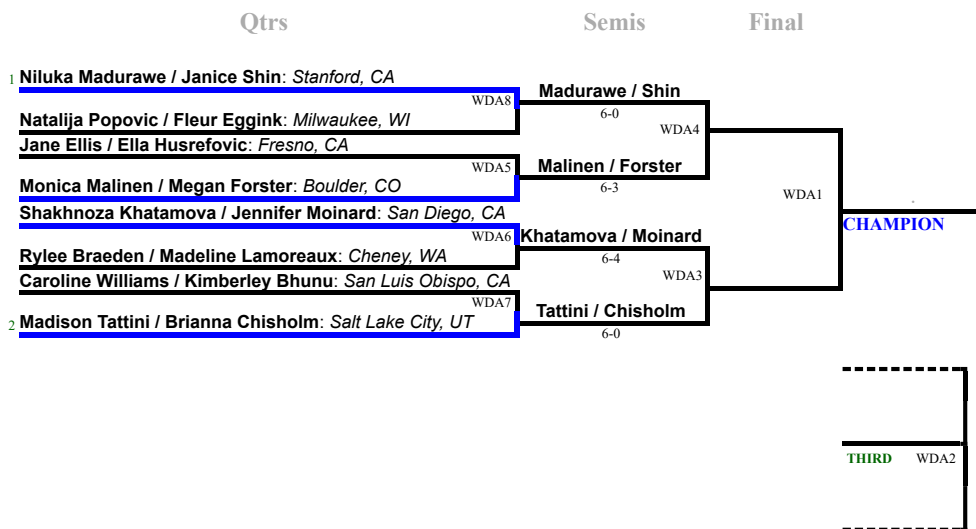 Qtrs Semis Final
1 Niluka Madurawe / Janice Shin: Stanford, CA
Madurawe / Shin
WDA8
6-0
Natalija Popovic / Fleur Eggink: Milwaukee, WI
WDA4
Jane Ellis / Ella Husrefovic: Fresno, CA
Malinen / Forster
WDA5
Monica Malinen / Megan Forster: Boulder, CO
6-3
WDA1
Shakhnoza Khatamova / Jennifer Moinard: San Diego, CA
CHAMPION
WDA6
Khatamova / Moinard
Rylee Braeden / Madeline Lamoreaux: Cheney, WA
6-4
WDA3
Caroline Williams / Kimberley Bhunu: San Luis Obispo, CA
WDA7
Tattini / Chisholm
2 Madison Tattini / Brianna Chisholm: Salt Lake City, UT
6-0
THIRD WDA2